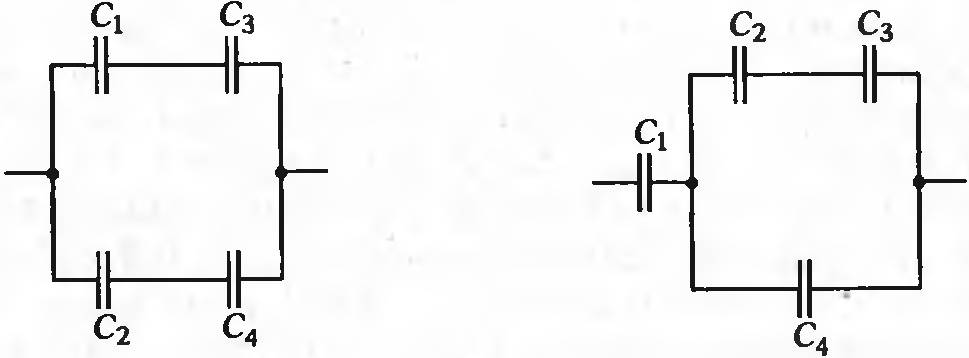 C₁ C₃
C₂ C₄
C₂ C₃
C₁
C₄